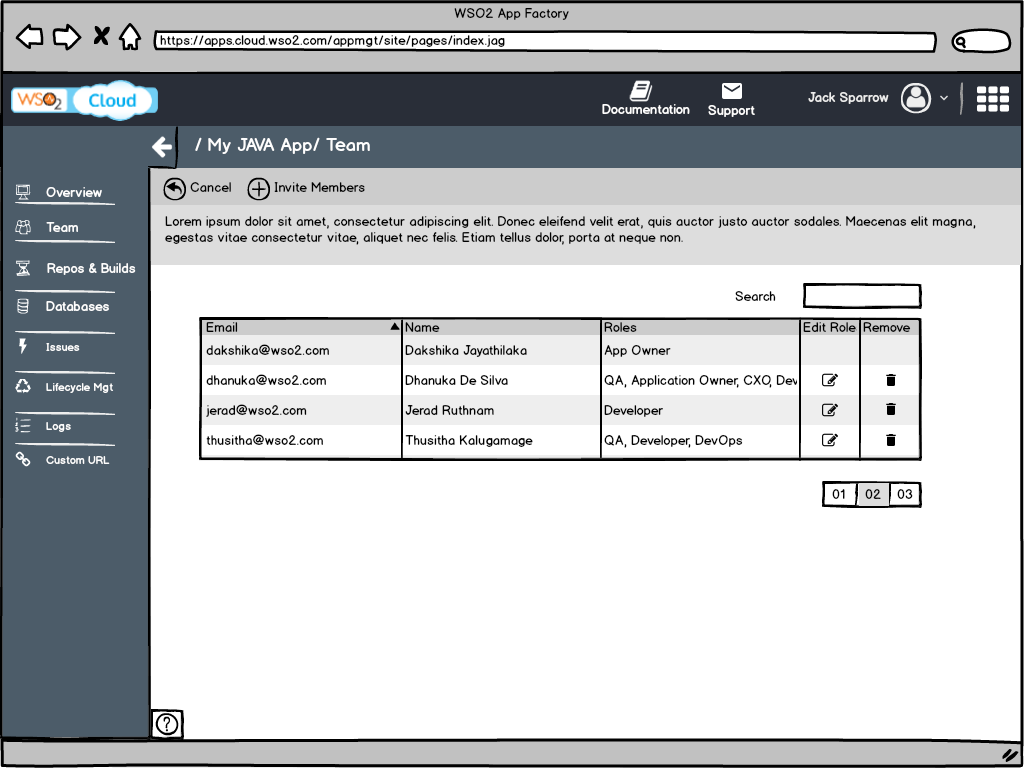 WSO2 App Factory
https://apps.cloud.wso2.com/appmgt/site/pages/index.jag
WSO2 Cloud
Documentation
Support
Jack Sparrow
/ My JAVA App/ Team
Cancel
Invite Members
Lorem ipsum dolor sit amet, consectetur adipiscing elit. Donec eleifend velit erat, quis auctor justo auctor sodales. Maecenas elit magna,
egestas vitae consectetur vitae, aliquet nec felis. Etiam tellus dolor, porta at neque non.
Overview
Team
Repos & Builds
Databases
Issues
Lifecycle Mgt
Logs
Custom URL
Search
Email Name Roles Edit Role Remove
dakshika@wso2.com Dakshika Jayathilaka App Owner
dhanuka@wso2.com Dhanuka De Silva QA, Application Owner, CXO, Dev
jerad@wso2.com Jerad Ruthnam Developer
thusitha@wso2.com Thusitha Kalugamage QA, Developer, DevOps
01 02 03
?